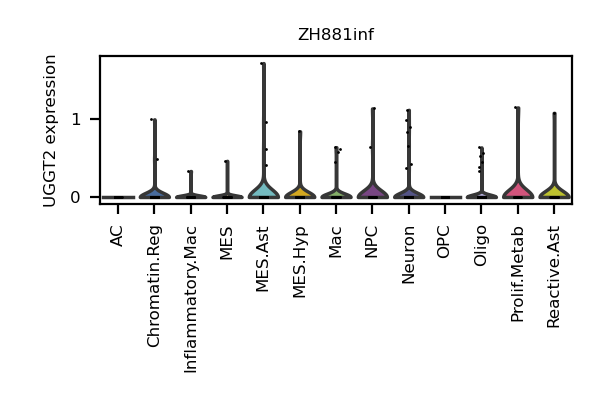 ZH881inf
UGGT2 expression
1
0
AC
Chromatin.Reg
Inflammatory.Mac
MES
MES.Ast
MES.Hyp
Mac
NPC
Neuron
OPC
Oligo
Prolif.Metab
Reactive.Ast